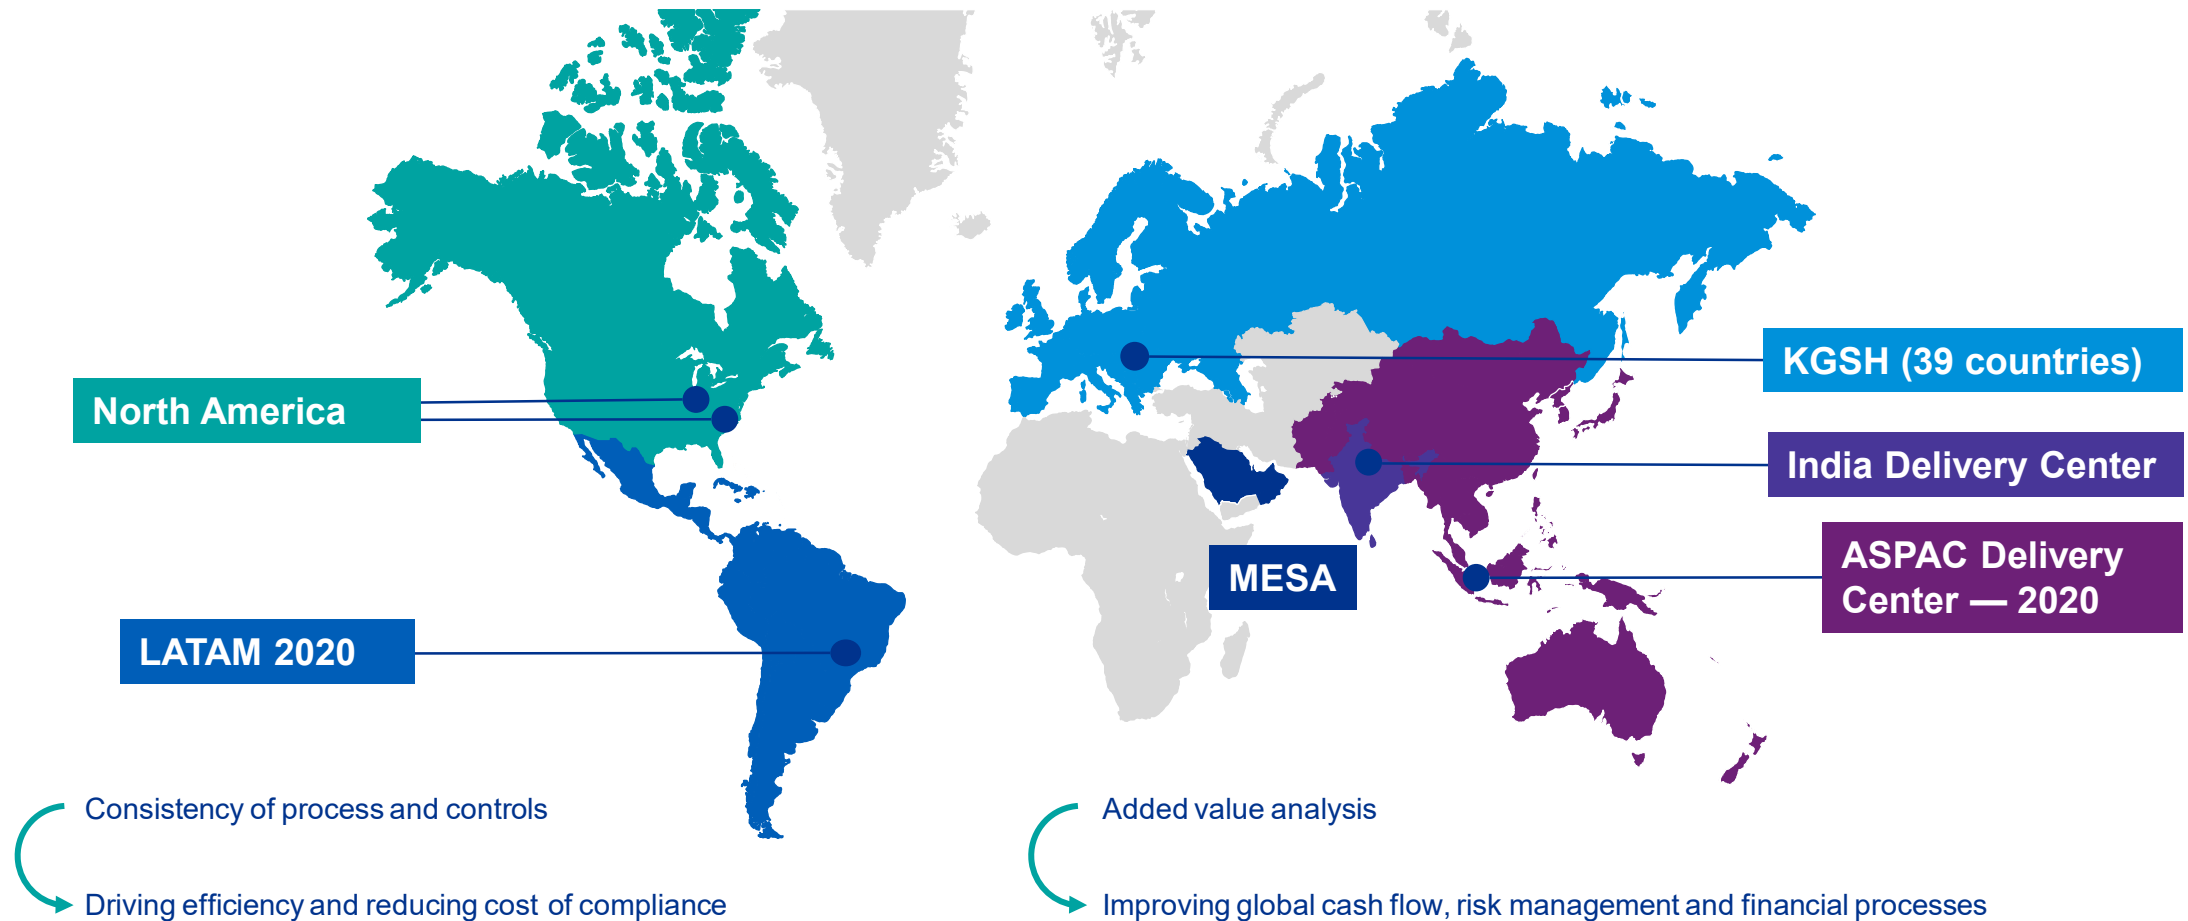 KGSH (39 countries)
North America
India Delivery Center
ASPAC Delivery
Center — 2020
MESA
LATAM 2020
Consistency of process and controls
Driving efficiency and reducing cost of compliance
Added value analysis
Improving global cash flow, risk management and financial processes